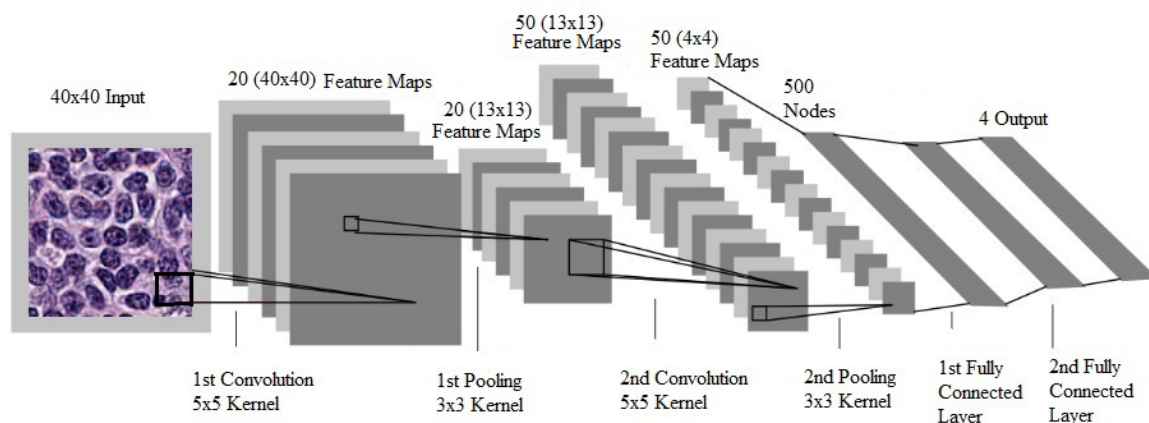 40x40 Input
20 (40x40) Feature Maps
20 (13x13)
Feature Maps
50 (13x13)
Feature Maps
50 (4x4)
Feature Maps
500
Nodes
4 Output
1st Convolution
5x5 Kernel
1st Pooling
3x3 Kernel
2nd Convolution
5x5 Kernel
2nd Pooling
3x3 Kernel
1st Fully
Connected
Layer
2nd Fully
Connected
Layer